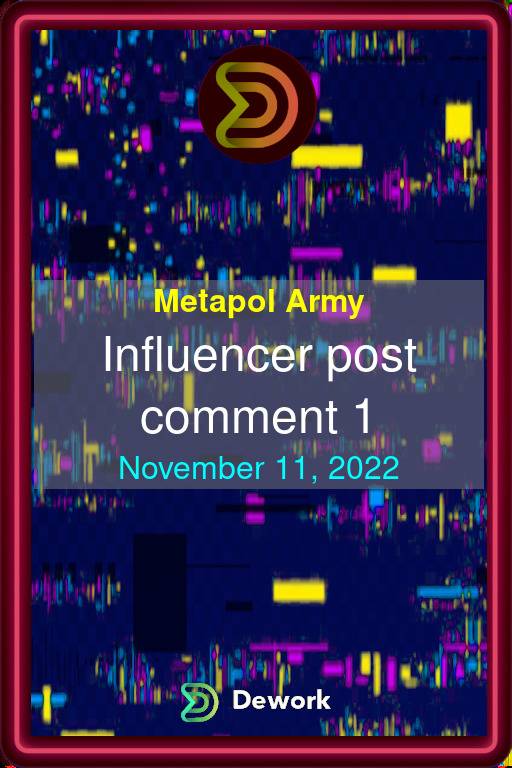 Metapol Army
Influencer post
comment 1
November 11, 2022
Dework